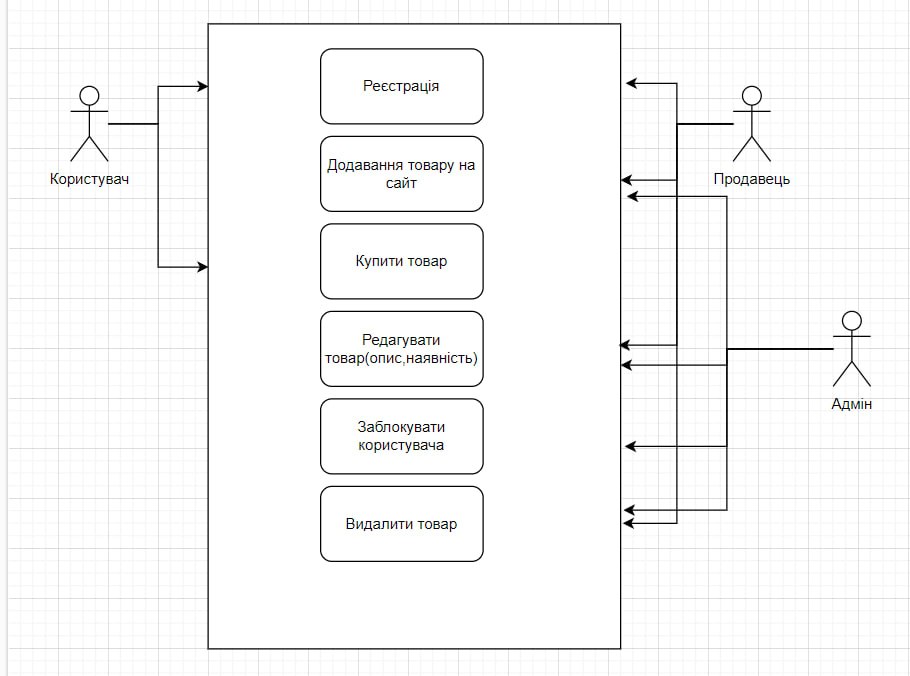 Реєстрація
Користувач
Продавець
Додавання товару на
сайт
Купити товар
Редагувати
товар(опис,наявність)
Адмін
Заблокувати
користувача
Видалити товар